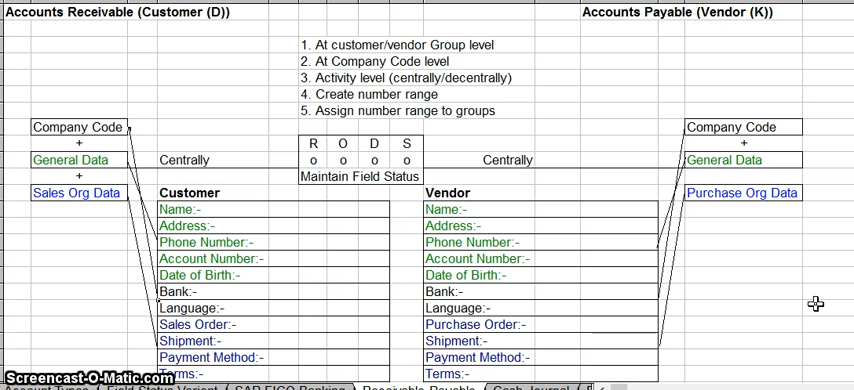 Accounts Receivable (Customer (D))
Accounts Payable (Vendor (K))
1. At customer/vendor Group level
2. At Company Code level
3. Activity level (centrally/decentrally)
4. Create number range
5. Assign number range to groups
Company Code
Company Code
+
R O D S
+
General Data
Centrally
o o o o
Centrally
General Data
+
Maintain Field Status
Sales Org Data
Customer
Vendor
Purchase Org Data
Name:-
Name:-
Address:-
Address:-
Phone Number:-
Phone Number:-
Account Number:-
Account Number:-
Date of Birth:-
Date of Birth:-
Bank:-
Bank:-
Language:-
Language:-
Sales Order:-
Purchase Order:-
Shipment:-
Shipment:-
Payment Method:-
Payment Method:-
Terms:-
Terms:-
Screencast-O-Matic.com
Account Types
Field Status Variant
SAP FICO Banking
Receivable Payable
Cash Journal